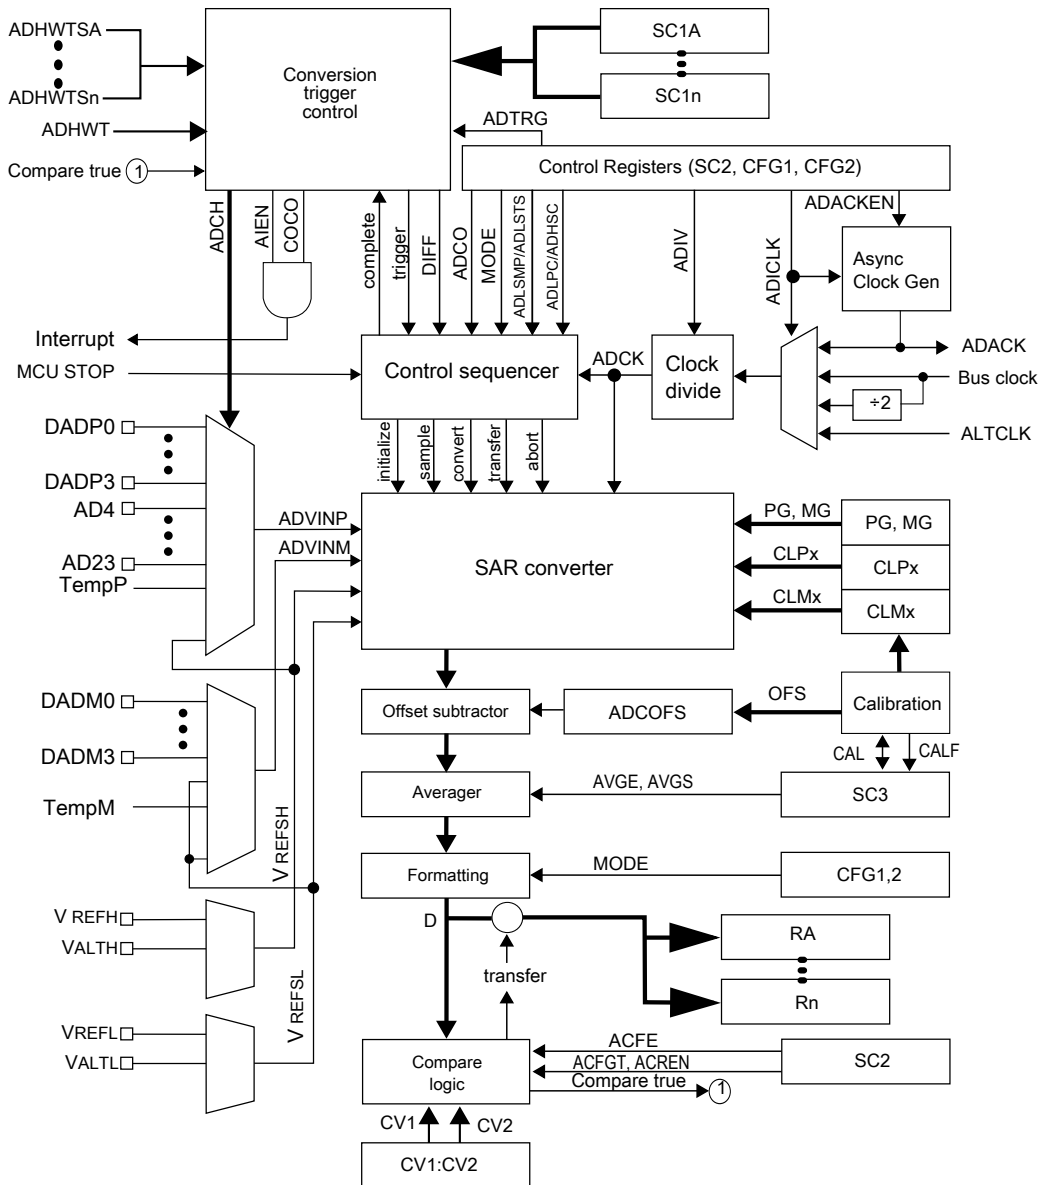 ADHWTSA
ADHWTSn
ADHWT
Compare true 1
Conversion
trigger
control
SC1A
SC1n
ADTRG
Control Registers (SC2, CFG1, CFG2)
ADCH
AIEN
COCO
complete
trigger
DIFF
ADCO
MODE
ADLSMP/ADLSTS
ADLPC/ADHSC
ADIV
ADICLK
ADACKEN
Async
Clock Gen
Interrupt
MCU STOP
Control sequencer
ADCK
Clock
divide
ADACK
Bus clock
÷2
ALTCLK
initialize
sample
convert
transfer
abort
DADP0
DADP3
AD4
AD23
TempP
ADVINP
ADVINM
SAR converter
PG, MG
PG, MG
CLPx
CLPx
CLMx
CLMx
DADM0
DADM3
TempM
Offset subtractor
ADCOFS
OFS
Calibration
CAL
CALF
Averager
AVGE, AVGS
SC3
Formatting
MODE
CFG1,2
V REFSH
V REFH
VALTH
D
RA
Rn
transfer
V REFSL
VREFL
VALTL
Compare
logic
ACFE
ACFGT, ACREN
Compare true
1
SC2
CV1
CV2
CV1:CV2